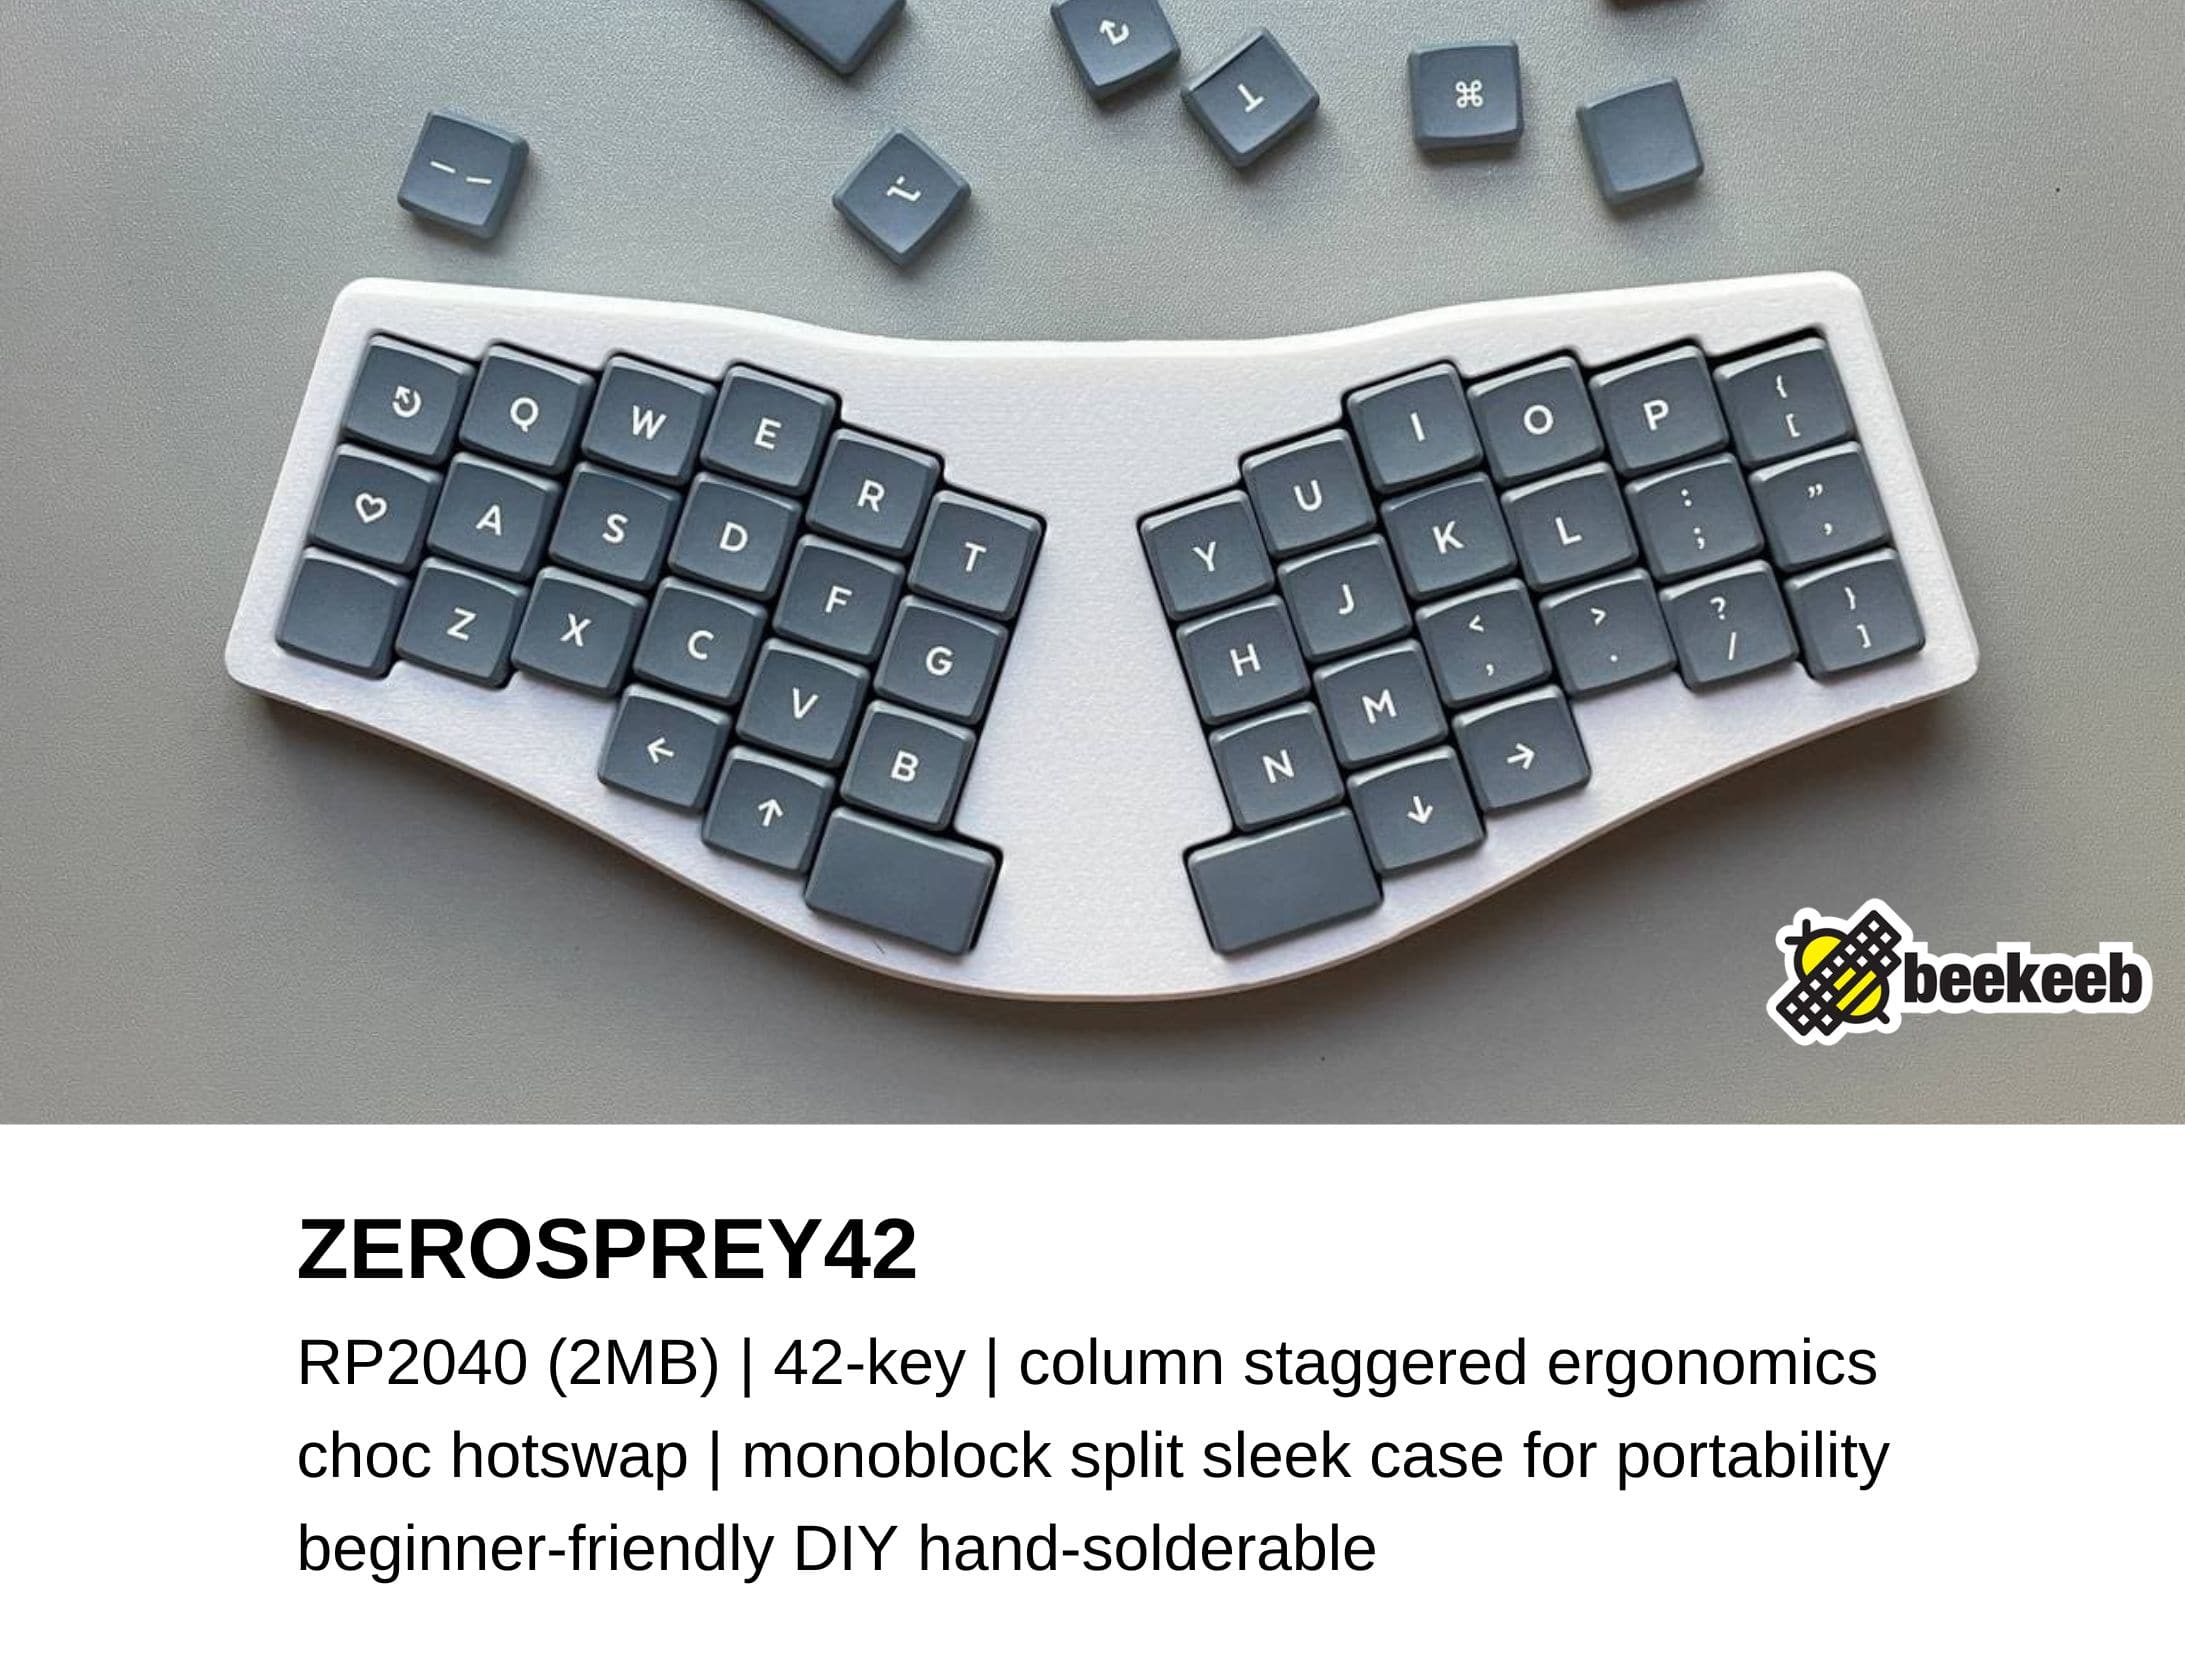 ⌘
Q W E R T Y U I O P { [
A S D F G H J K L : ; " '
Z X C V B N M < , > . ? / } ]
← ↑ ↓ →
beekeeb
ZEROSPREY42
RP2040 (2MB) | 42-key | column staggered ergonomics
choc hotswap | monoblock split sleek case for portability
beginner-friendly DIY hand-solderable